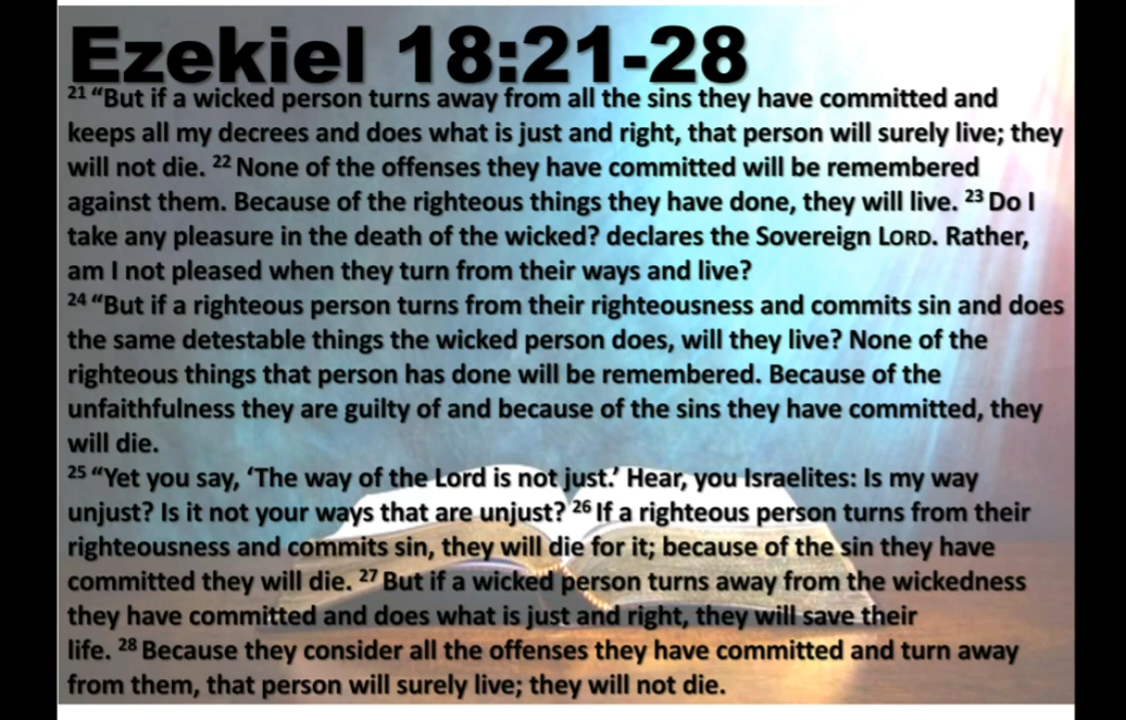 Ezekiel 18:21-28
21 “But if a wicked person turns away from all the sins they have committed and
keeps all my decrees and does what is just and right, that person will surely live; they
will not die. 22 None of the offenses they have committed will be remembered
against them. Because of the righteous things they have done, they will live. 23 Do I
take any pleasure in the death of the wicked? declares the Sovereign LORD. Rather,
am I not pleased when they turn from their ways and live?
24 “But if a righteous person turns from their righteousness and commits sin and does
the same detestable things the wicked person does, will they live? None of the
righteous things that person has done will be remembered. Because of the
unfaithfulness they are guilty of and because of the sins they have committed, they
will die.
25 “Yet you say, ‘The way of the Lord is not just.’ Hear, you Israelites: Is my way
unjust? Is it not your ways that are unjust? 26 If a righteous person turns from their
righteousness and commits sin, they will die for it; because of the sin they have
committed they will die. 27 But if a wicked person turns away from the wickedness
they have committed and does what is just and right, they will save their
life. 28 Because they consider all the offenses they have committed and turn away
from them, that person will surely live; they will not die.